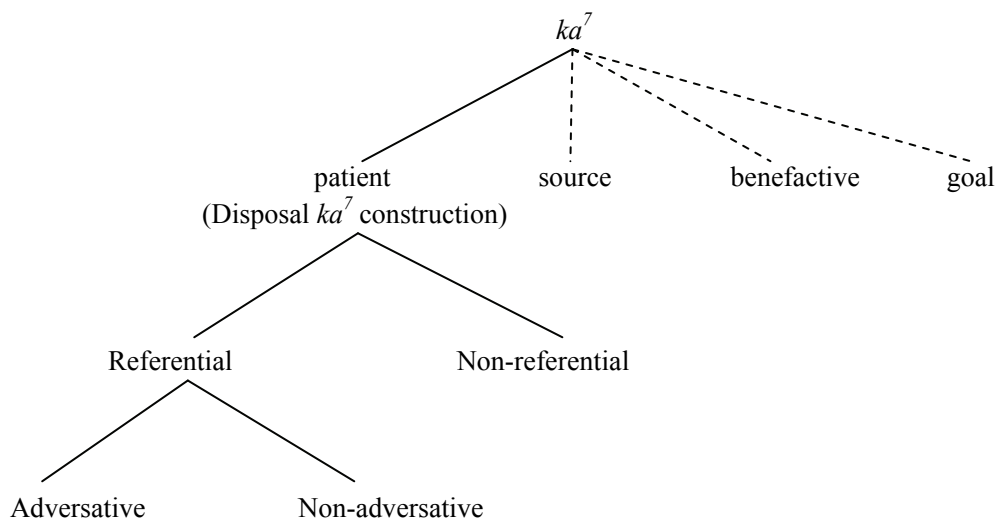 ka⁷
patient source benefactive goal
(Disposal ka⁷ construction)
Referential Non-referential
Adversative Non-adversative